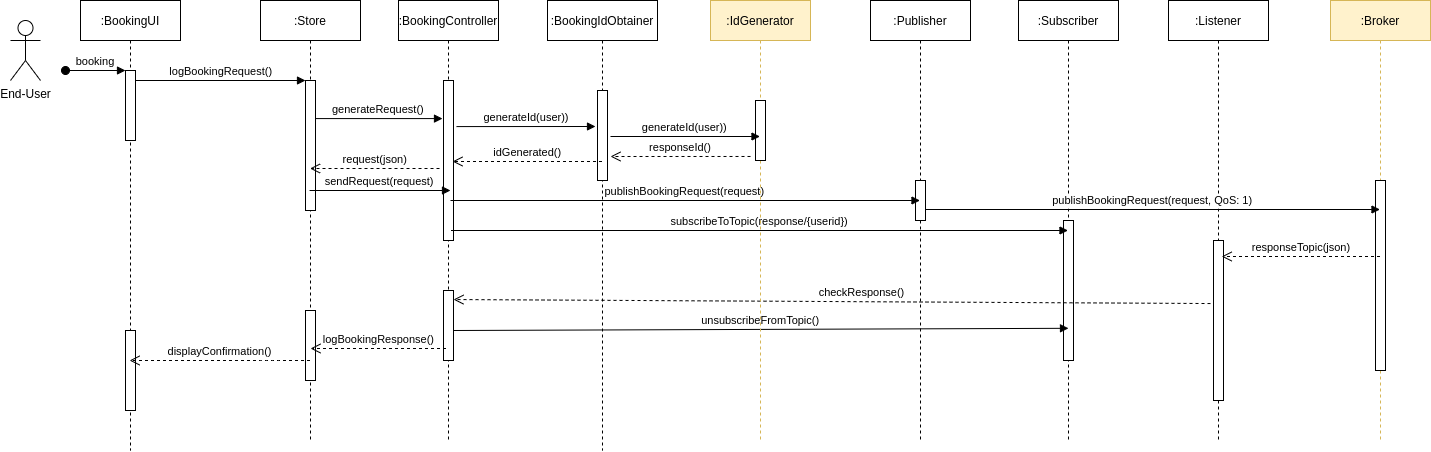 :BookingUI
:Store
:BookingController
:BookingIdObtainer
:IdGenerator
:Publisher
:Subscriber
:Listener
:Broker
End-User
booking
logBookingRequest()
generateRequest()
generateId(user))
generateId(user))
responseId()
idGenerated()
request(json)
sendRequest(request)
publishBookingRequest(request)
publishBookingRequest(request, QoS: 1)
subscribeToTopic(response/{userid})
responseTopic(json)
checkResponse()
unsubscribeFromTopic()
logBookingResponse()
displayConfirmation()